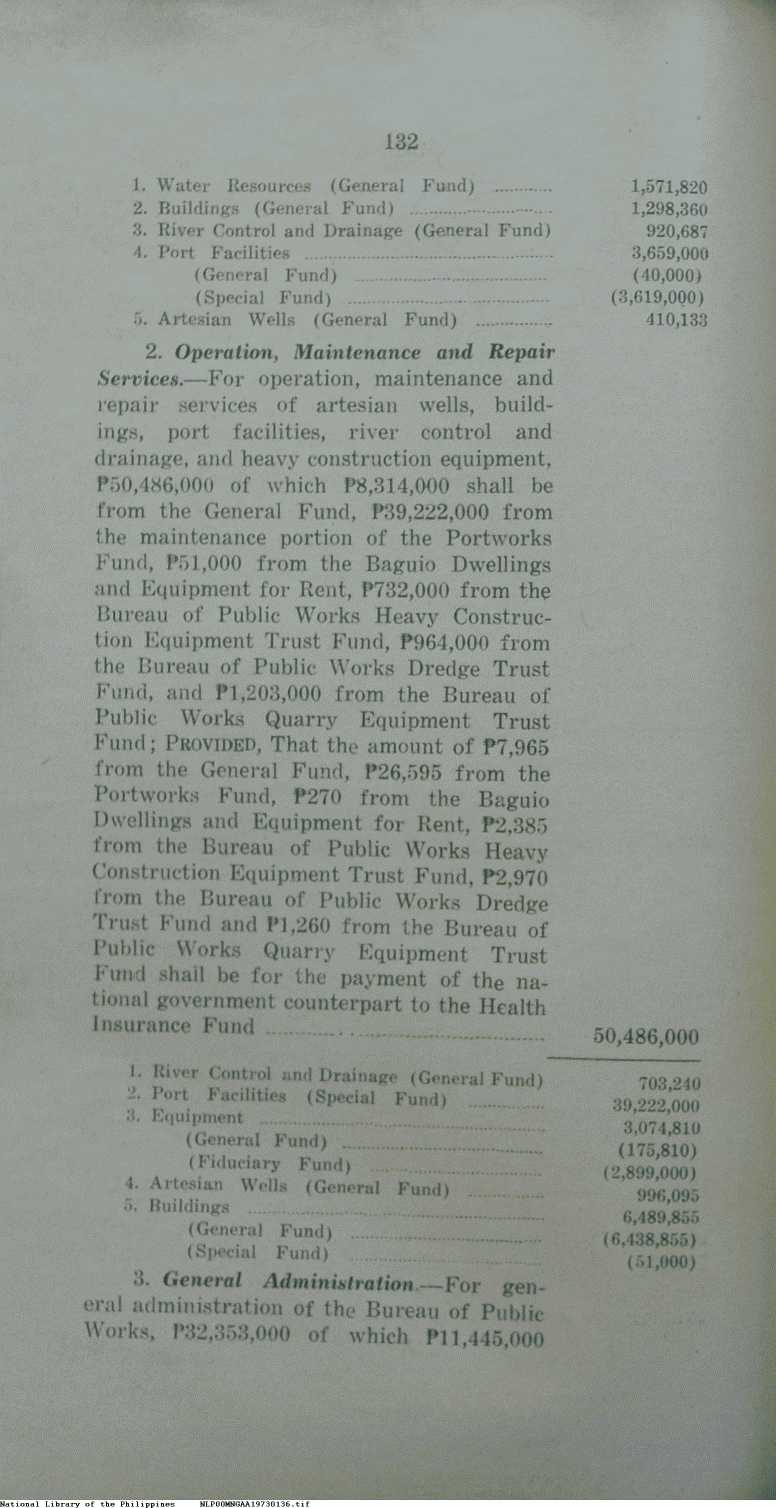 132
1. Water Resources (General Fund) ............ 1,571,820
2. Buildings (General Fund) ............................ 1,298,360
3. River Control and Drainage (General Fund) 920,687
4. Port Facilities .................................................. 3,659,000
(General Fund) ........................................ (40,000)
(Special Fund) ........................................ (3,619,000)
5. Artesian Wells (General Fund) ................ 410,133
2. Operation, Maintenance and Repair
Services.—For operation, maintenance and
repair services of artesian wells, build-
ings, port facilities, river control and
drainage, and heavy construction equipment,
₱50,486,000 of which ₱8,314,000 shall be
from the General Fund, ₱39,222,000 from
the maintenance portion of the Portworks
Fund, ₱51,000 from the Baguio Dwellings
and Equipment for Rent, ₱732,000 from the
Bureau of Public Works Heavy Construc-
tion Equipment Trust Fund, ₱964,000 from
the Bureau of Public Works Dredge Trust
Fund, and ₱1,203,000 from the Bureau of
Public Works Quarry Equipment Trust
Fund; PROVIDED, That the amount of ₱7,965
from the General Fund, ₱26,595 from the
Portworks Fund, ₱270 from the Baguio
Dwellings and Equipment for Rent, ₱2,385
from the Bureau of Public Works Heavy
Construction Equipment Trust Fund, ₱2,970
from the Bureau of Public Works Dredge
Trust Fund and ₱1,260 from the Bureau of
Public Works Quarry Equipment Trust
Fund shall be for the payment of the na-
tional government counterpart to the Health
Insurance Fund ........................................ 50,486,000
1. River Control and Drainage (General Fund) 703,240
2. Port Facilities (Special Fund) ................ 39,222,000
3. Equipment ........................................................ 3,074,810
(General Fund) ........................................ (175,810)
(Fiduciary Fund) .................................. (2,899,000)
4. Artesian Wells (General Fund) ................ 996,095
5. Buildings .......................................................... 6,489,855
(General Fund) ...................................... (6,438,855)
(Special Fund) ...................................... (51,000)
3. General Administration.—For gen-
eral administration of the Bureau of Public
Works, ₱32,353,000 of which ₱11,445,000
National Library of the Philippines NLPOOMNGAA19730136.tif